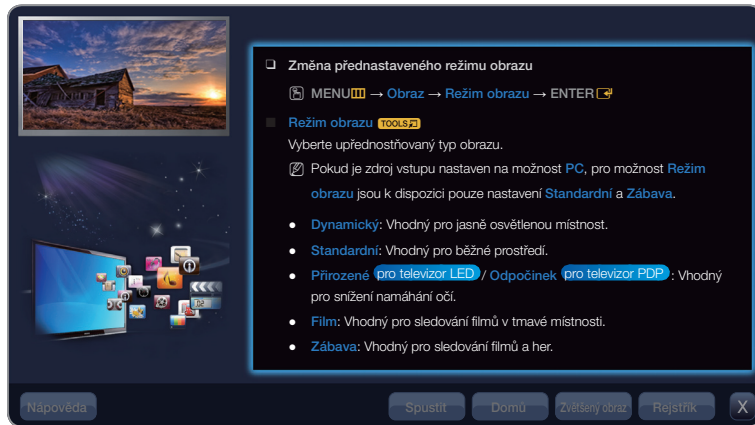 ❏ Změna přednastaveného režimu obrazu
MENU → Obraz → Režim obrazu → ENTER
■ Režim obrazu TOOLS
Vyberte upřednostňovaný typ obrazu.
Pokud je zdroj vstupu nastaven na možnost PC, pro možnost Režim
obrazu jsou k dispozici pouze nastavení Standardní a Zábava.
● Dynamický: Vhodný pro jasně osvětlenou místnost.
● Standardní: Vhodný pro běžné prostředí.
● Přirozené pro televizor LED / Odpočinek pro televizor PDP : Vhodný
pro snížení namáhání očí.
● Film: Vhodný pro sledování filmů v tmavé místnosti.
● Zábava: Vhodný pro sledování filmů a her.
Nápověda Spustit Domů Zvětšený obraz Rejstřík X